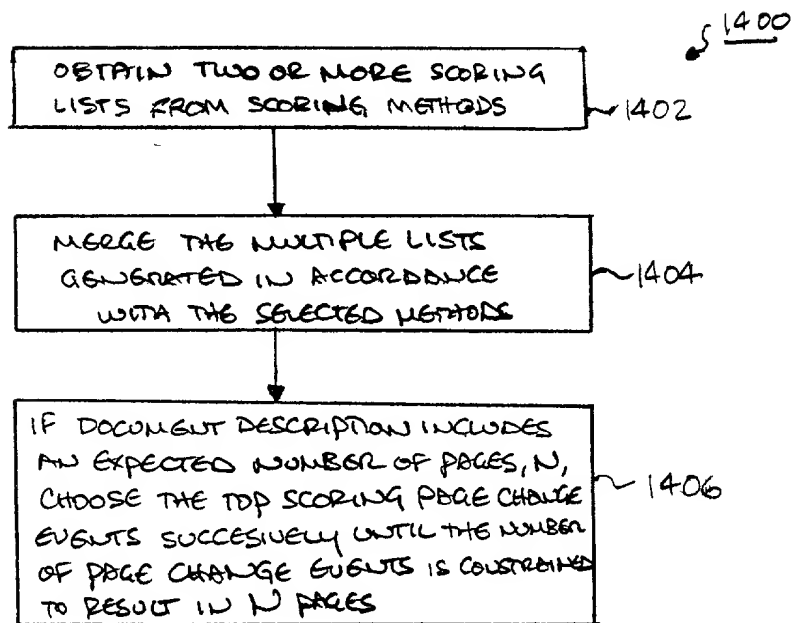 1400
OBTAIN TWO OR MORE SCORING
LISTS FROM SCORING METHODS
1402
MERGE THE MULTIPLE LISTS
GENERATED IN ACCORDANCE
WITH THE SELECTED METHODS
1404
IF DOCUMENT DESCRIPTION INCLUDES
AN EXPECTED NUMBER OF PAGES, N,
CHOOSE THE TOP SCORING PAGE CHANGE
EVENTS SUCCESIVELY UNTIL THE NUMBER
OF PAGE CHANGE EVENTS IS CONSTRAINED
TO RESULT IN N PAGES
1406